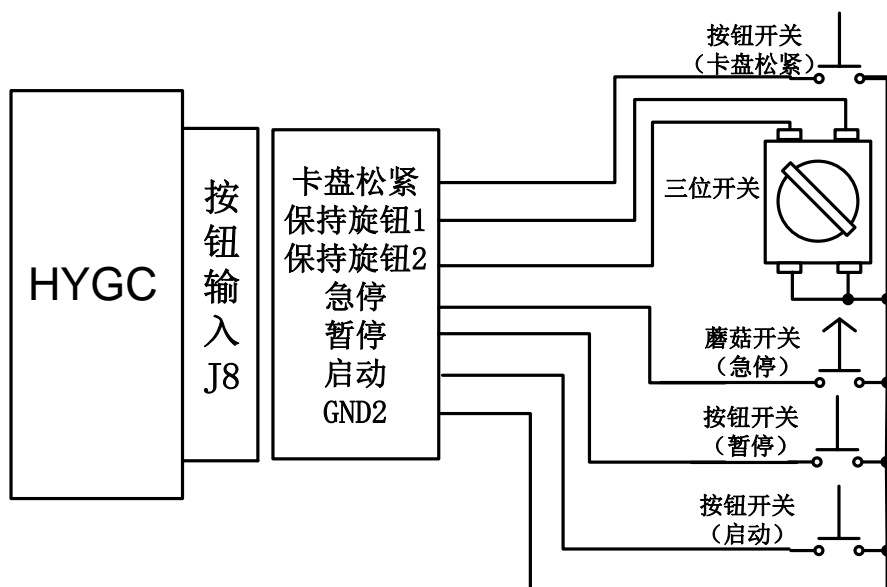 HYGC
按钮输入J8
卡盘松紧
保持旋钮1
保持旋钮2
急停
暂停
启动
GND2
按钮开关
（卡盘松紧）
三位开关
蘑菇开关
（急停）
按钮开关
（暂停）
按钮开关
（启动）